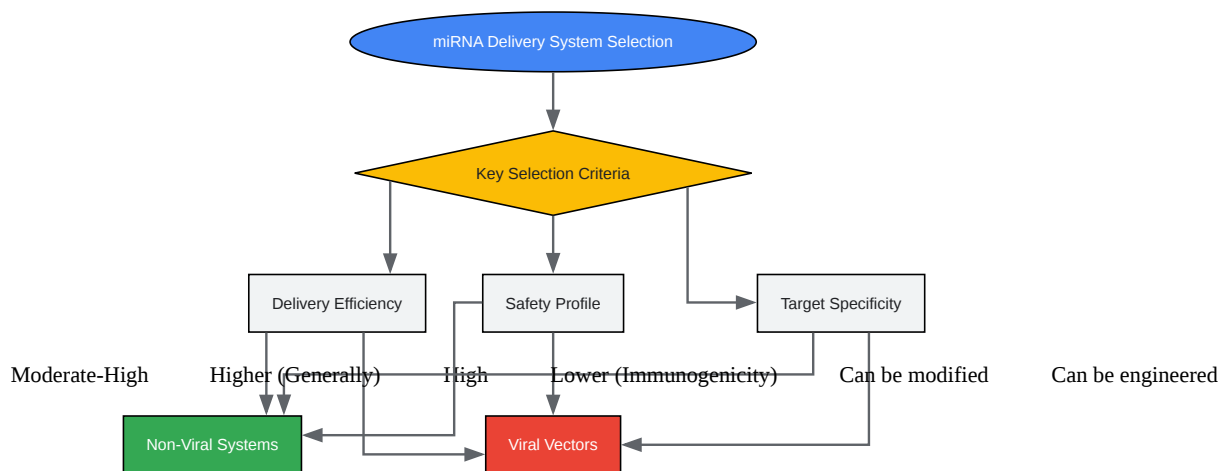 miRNA Delivery System Selection
Key Selection Criteria
Delivery Efficiency
Safety Profile
Target Specificity
Moderate-High
Higher (Generally)
High
Lower (Immunogenicity)
Can be modified
Can be engineered
Non-Viral Systems
Viral Vectors